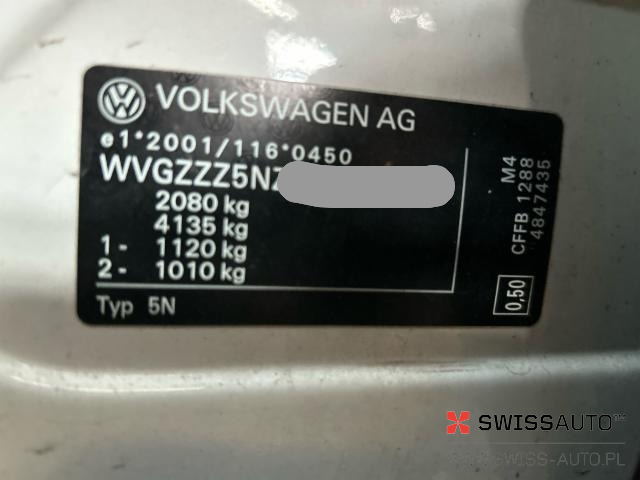 VOLKSWAGEN AG
e1*2001/116*0450
WVGZZZ5NZ
2080 kg
4135 kg
1 - 1120 kg
2 - 1010 kg
Typ 5N
M4
CFFB 1288
4847435
0,50
SWISSAUTO
SWISS-AUTO.PL